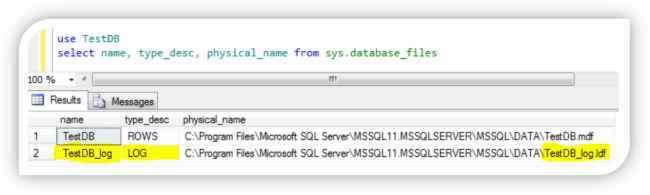 use TestDB
select name, type_desc, physical_name from sys.database_files
100 %
Results Messages
name type_desc physical_name
1 TestDB ROWS C:\Program Files\Microsoft SQL Server\MSSQL11.MSSQLSERVER\MSSQL\DATA\TestDB.mdf
2 TestDB_log LOG C:\Program Files\Microsoft SQL Server\MSSQL11.MSSQLSERVER\MSSQL\DATA\TestDB_log.ldf